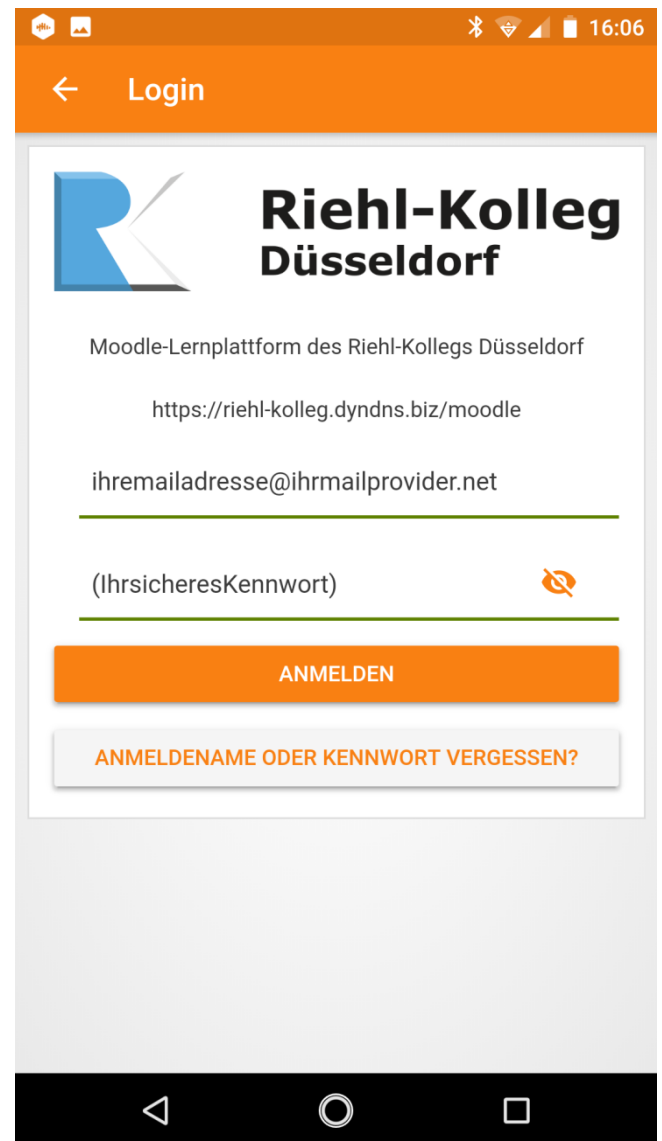 16:06
Login
Riehl-Kolleg
Düsseldorf
Moodle-Lernplattform des Riehl-Kollegs Düsseldorf
https://riehl-kolleg.dyndns.biz/moodle
ihremailadresse@ihrmailprovider.net
(IhrsicheresKennwort)
ANMELDEN
ANMELDENAME ODER KENNWORT VERGESSEN?